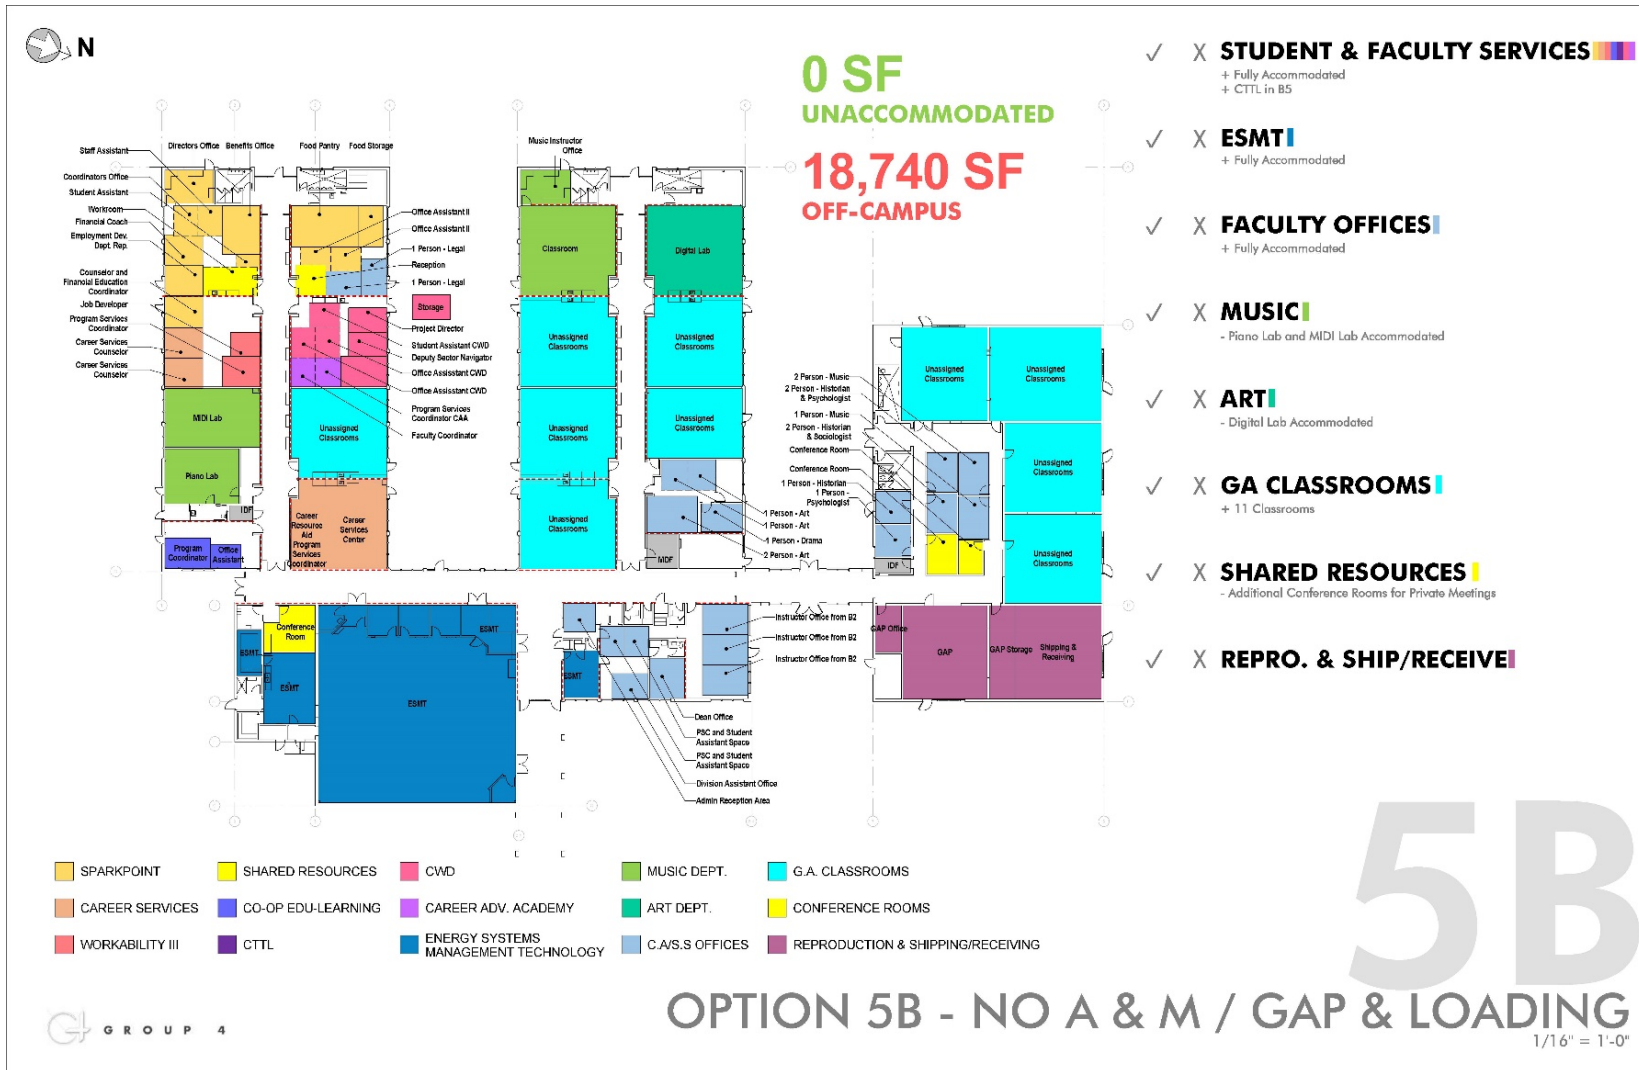 N
0 SF
UNACCOMMODATED
18,740 SF
OFF-CAMPUS
✓ X STUDENT & FACULTY SERVICES
+ Fully Accommodated
+ CTTL in B5
✓ X ESMT
+ Fully Accommodated
✓ X FACULTY OFFICES
+ Fully Accommodated
✓ X MUSIC
- Piano Lab and MIDI Lab Accommodated
✓ X ART
- Digital Lab Accommodated
✓ X GA CLASSROOMS
+ 11 Classrooms
✓ X SHARED RESOURCES
- Additional Conference Rooms for Private Meetings
✓ X REPRO. & SHIP/RECEIVE
Directors Office
Benefits Office
Food Pantry
Food Storage
Staff Assistant
Coordinators Office
Student Assistant
Workroom
Financial Coach
Employment Dev.
Dept. Rep.
Counselor and
Financial Education
Coordinator
Job Developer
Program Services
Coordinator
Career Services
Counselor
Career Services
Counselor
Office Assistant II
Office Assistant II
1 Person - Legal
Reception
1 Person - Legal
Storage
Project Director
Student Assistant CWD
Deputy Sector Navigator
Office Assistant CWD
Office Assistant CWD
Program Services
Coordinator CAA
Faculty Coordinator
MIDI Lab
Piano Lab
IDF
Program
Coordinator
Office
Assistant
Unassigned
Classrooms
Career
Resource
Aid
Program
Services
Coordinator
Career
Services
Center
Music Instructor
Office
Classroom
Digital Lab
Unassigned
Classrooms
Unassigned
Classrooms
Unassigned
Classrooms
Unassigned
Classrooms
Unassigned
Classrooms
1 Person - Art
1 Person - Art
1 Person - Drama
2 Person - Art
MDF
2 Person - Music
2 Person - Historian
& Psychologist
1 Person - Music
2 Person - Historian
& Sociologist
Conference Room
Conference Room
1 Person - Historian
1 Person -
Psychologist
IDF
Unassigned
Classrooms
Unassigned
Classrooms
Unassigned
Classrooms
Unassigned
Classrooms
Conference
Room
ESMT
ESMT
ESMT
ESMT
ESMT
Instructor Office from B2
Instructor Office from B2
Instructor Office from B2
Dean Office
PSC and Student
Assistant Space
PSC and Student
Assistant Space
Division Assistant Office
Admin Reception Area
GAP Office
GAP
GAP Storage
Shipping &
Receiving
SPARKPOINT
SHARED RESOURCES
CWD
MUSIC DEPT.
G.A. CLASSROOMS
CAREER SERVICES
CO-OP EDU-LEARNING
CAREER ADV. ACADEMY
ART DEPT.
CONFERENCE ROOMS
WORKABILITY III
CTTL
ENERGY SYSTEMS
MANAGEMENT TECHNOLOGY
C.A/S.S OFFICES
REPRODUCTION & SHIPPING/RECEIVING
5B
OPTION 5B - NO A & M / GAP & LOADING
1/16" = 1'-0"
GROUP 4